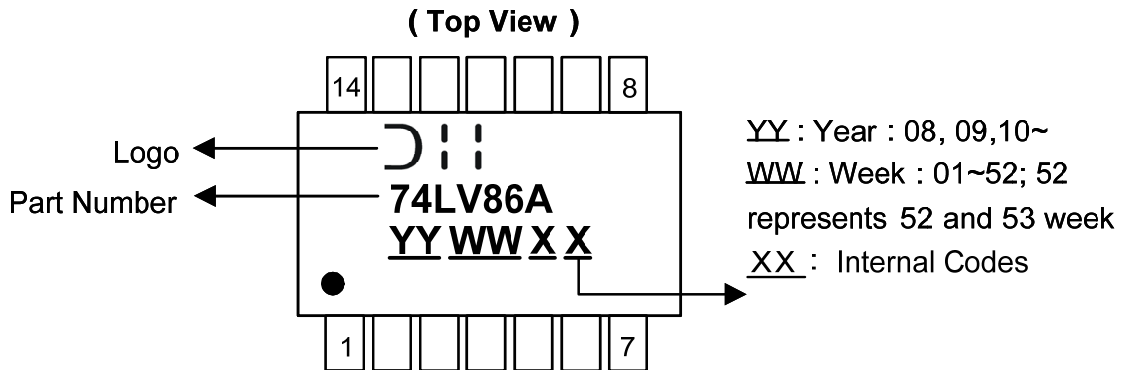 ( Top View )
14 8
Logo
Part Number
74LV86A
YY WW X X
1 7
YY : Year : 08, 09,10~
WW : Week : 01~52; 52
represents 52 and 53 week
XX : Internal Codes